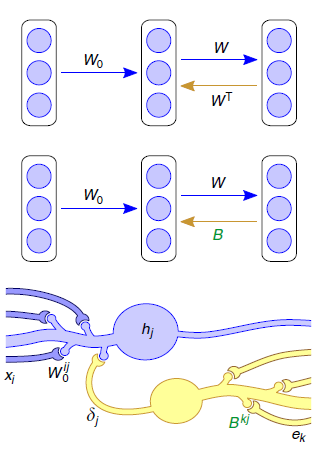 W₀ W
Wᵀ
W₀ W
B
hⱼ
xᵢ W₀ⁱʲ
δⱼ Bᵏʲ
eₖ